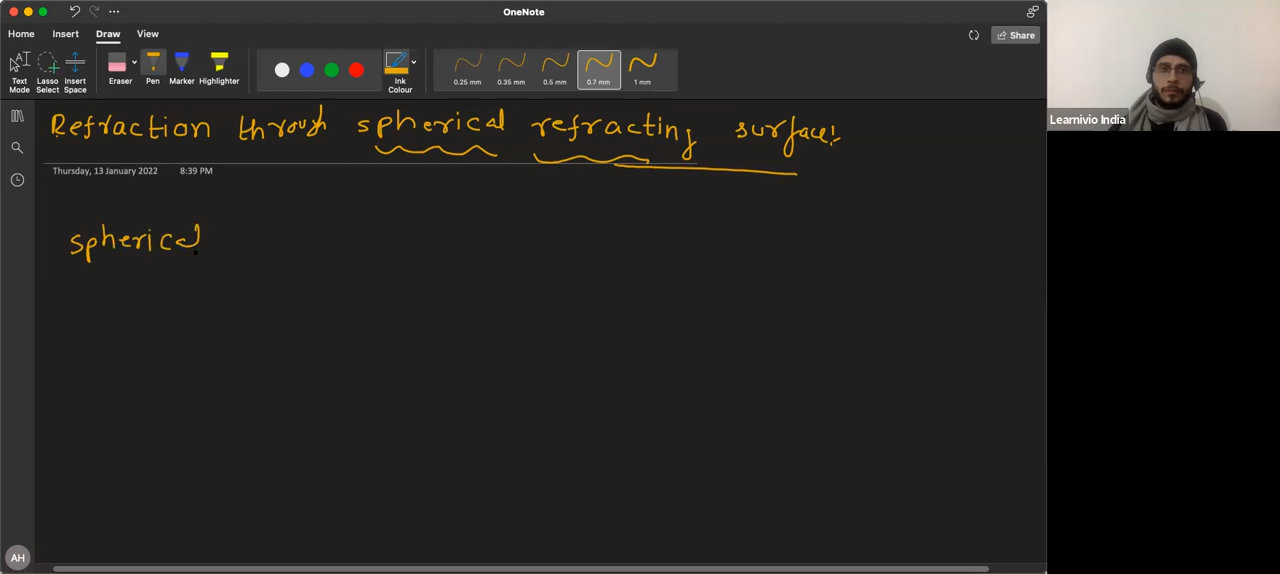 OneNote
Home Insert Draw View
Share
Text Mode
Lasso Select
Insert Space
Eraser
Pen
Marker
Highlighter
Ink Colour
0.25 mm
0.35 mm
0.5 mm
0.7 mm
1 mm
Learnivio India
Refraction through spherical refracting surface:
Thursday, 13 January 2022 8:39 PM
spherical
AH